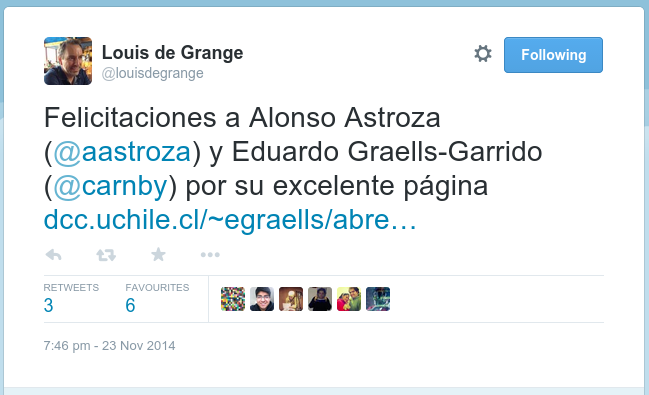 Louis de Grange
@louisdegrange
Following
Felicitaciones a Alonso Astroza
(@aastroza) y Eduardo Graells-Garrido
(@carnby) por su excelente página
dcc.uchile.cl/~egraells/abre…
RETWEETS
3
FAVOURITES
6
7:46 pm - 23 Nov 2014